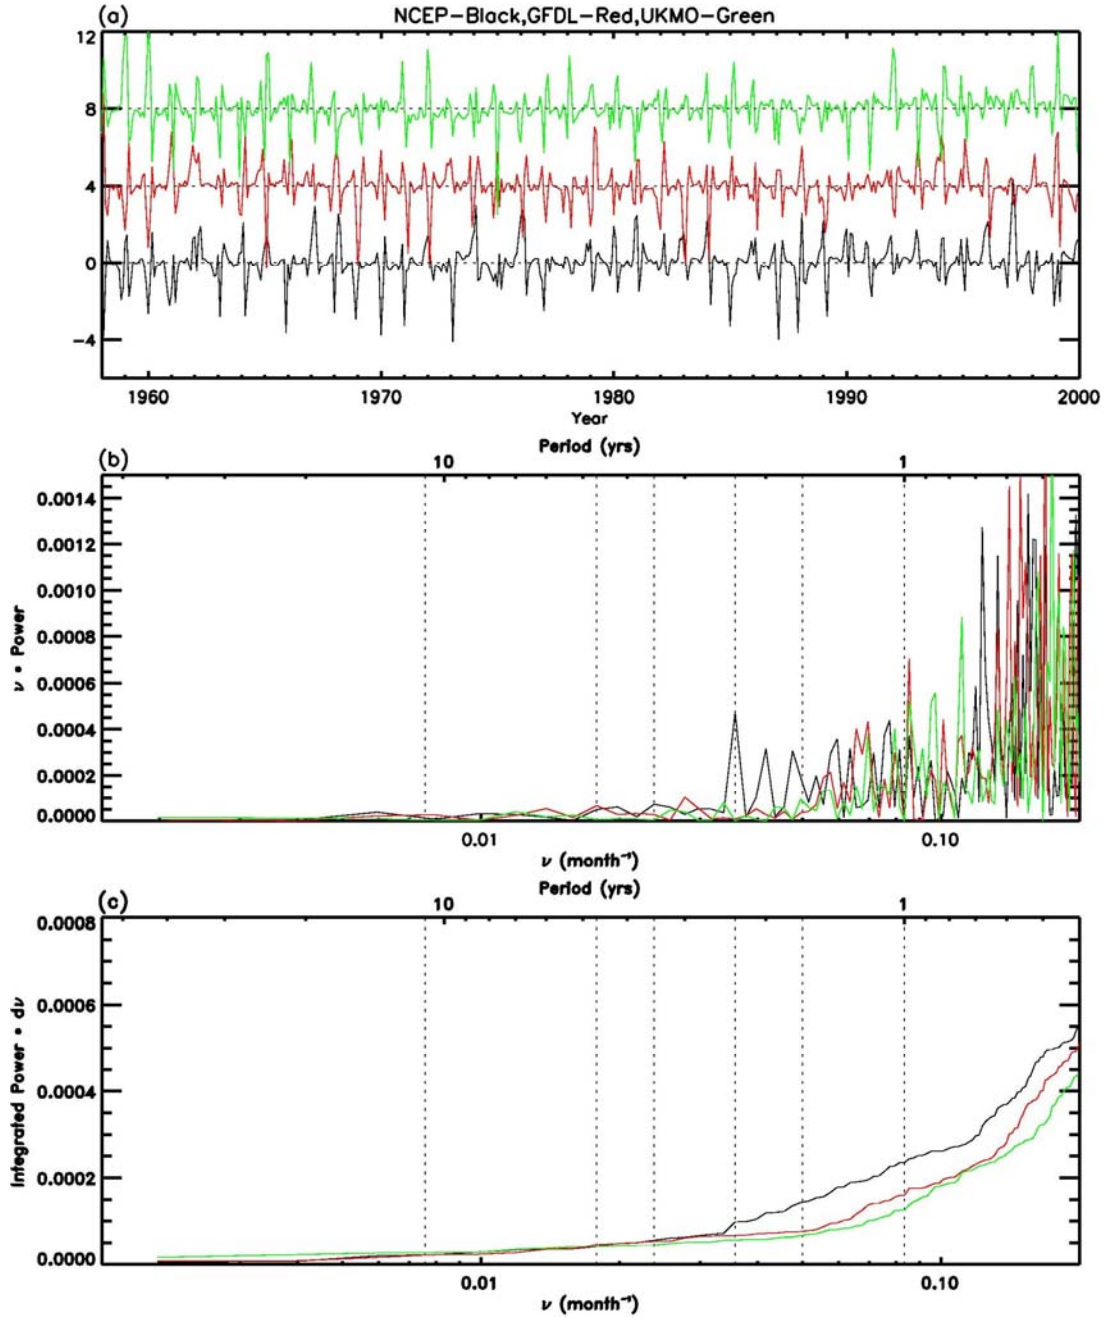 (a)
NCEP-Black,GFDL-Red,UKMO-Green
12
8
4
0
-4
1960 1970 1980 1990 2000
Year
Period (yrs)
(b)
10 1
0.0014
0.0012
0.0010
0.0008
0.0006
0.0004
0.0002
0.0000
ν • Power
0.01 0.10
ν (month⁻¹)
Period (yrs)
(c)
10 1
0.0008
0.0006
0.0004
0.0002
0.0000
Integrated Power • dν
0.01 0.10
ν (month⁻¹)